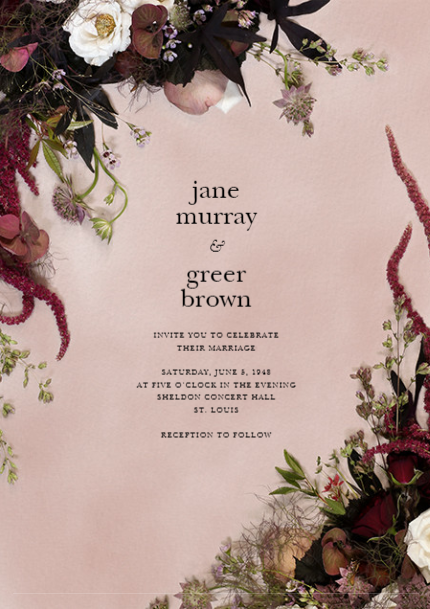 jane
murray
&
greer
brown
INVITE YOU TO CELEBRATE
THEIR MARRIAGE
SATURDAY, JUNE 5, 1948
AT FIVE O'CLOCK IN THE EVENING
SHELDON CONCERT HALL
ST. LOUIS
RECEPTION TO FOLLOW